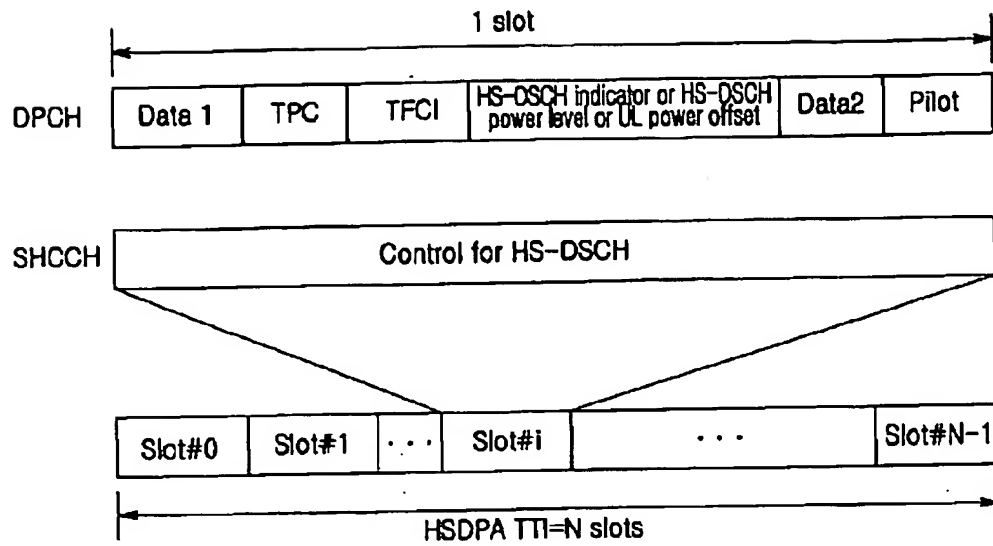 1 slot
DPCH Data 1 TPC TFCI HS-DSCH indicator or HS-DSCH power level or UL power offset Data2 Pilot
SHCCH Control for HS-DSCH
Slot#0 Slot#1 ··· Slot#i ··· Slot#N-1
HSDPA TTI=N slots